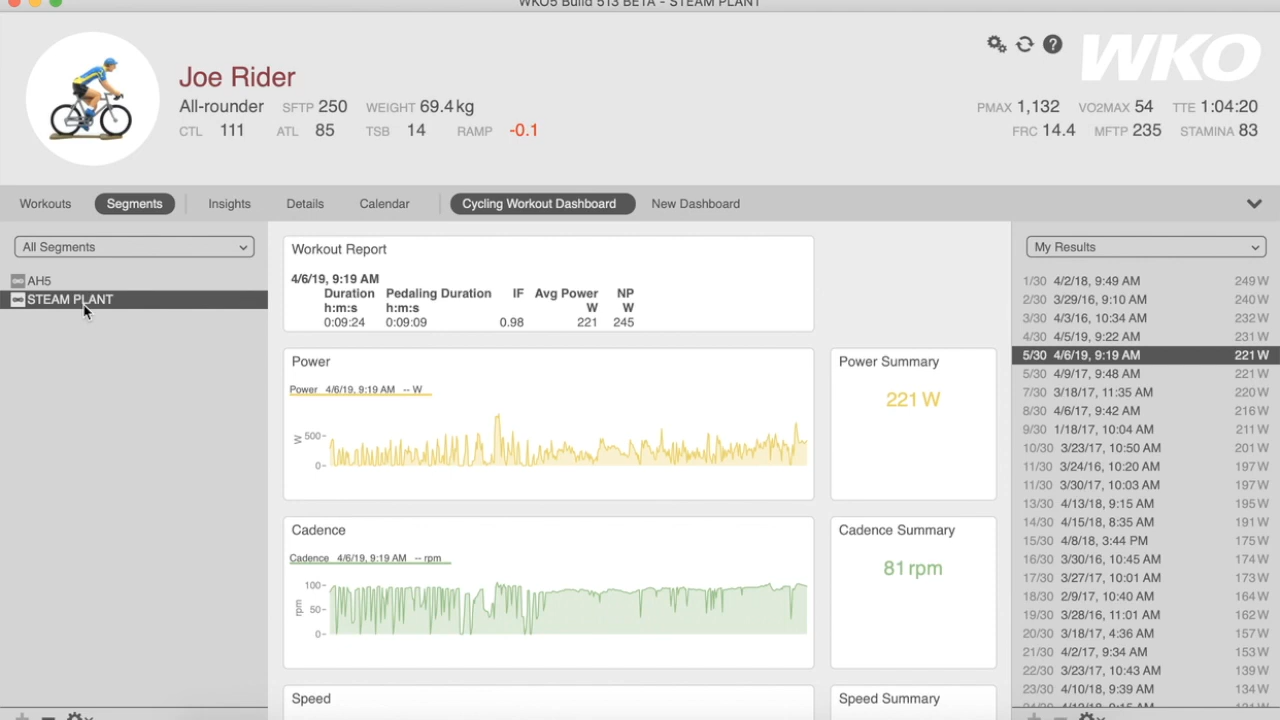 WKO5 Build 513 BETA - STEAM PLANT
Joe Rider
WKO
All-rounder SFTP 250 WEIGHT 69.4 kg
CTL 111 ATL 85 TSB 14 RAMP -0.1
PMAX 1,132 VO2MAX 54 TTE 1:04:20
FRC 14.4 MFTP 235 STAMINA 83
Workouts Segments Insights Details Calendar Cycling Workout Dashboard New Dashboard
All Segments
AH5
STEAM PLANT
Workout Report
4/6/19, 9:19 AM
Duration Pedaling Duration IF Avg Power NP
h:m:s h:m:s W W
0:09:24 0:09:09 0.98 221 245
Power
Power 4/6/19, 9:19 AM -- W
W
500
0
Power Summary
221 W
Cadence
Cadence 4/6/19, 9:19 AM -- rpm
rpm
100
50
0
Cadence Summary
81 rpm
Speed
Speed Summary
My Results
1/30 4/2/18, 9:49 AM 249 W
2/30 3/29/16, 9:10 AM 240 W
3/30 4/3/16, 10:34 AM 232 W
4/30 4/5/19, 9:22 AM 231 W
5/30 4/6/19, 9:19 AM 221 W
5/30 4/9/17, 9:48 AM 221 W
7/30 3/18/17, 11:35 AM 220 W
8/30 4/6/17, 9:42 AM 216 W
9/30 1/18/17, 10:04 AM 211 W
10/30 3/23/17, 10:50 AM 201 W
11/30 3/24/16, 10:20 AM 197 W
11/30 3/30/17, 10:03 AM 197 W
13/30 4/13/18, 9:15 AM 195 W
14/30 4/15/18, 8:35 AM 191 W
15/30 4/8/18, 3:44 PM 175 W
16/30 3/30/16, 10:45 AM 174 W
17/30 3/27/17, 10:01 AM 173 W
18/30 2/9/17, 10:40 AM 164 W
19/30 3/28/16, 11:01 AM 162 W
20/30 3/18/17, 4:36 AM 157 W
21/30 4/2/17, 9:34 AM 153 W
22/30 3/23/17, 10:43 AM 139 W
23/30 4/10/18, 9:39 AM 134 W